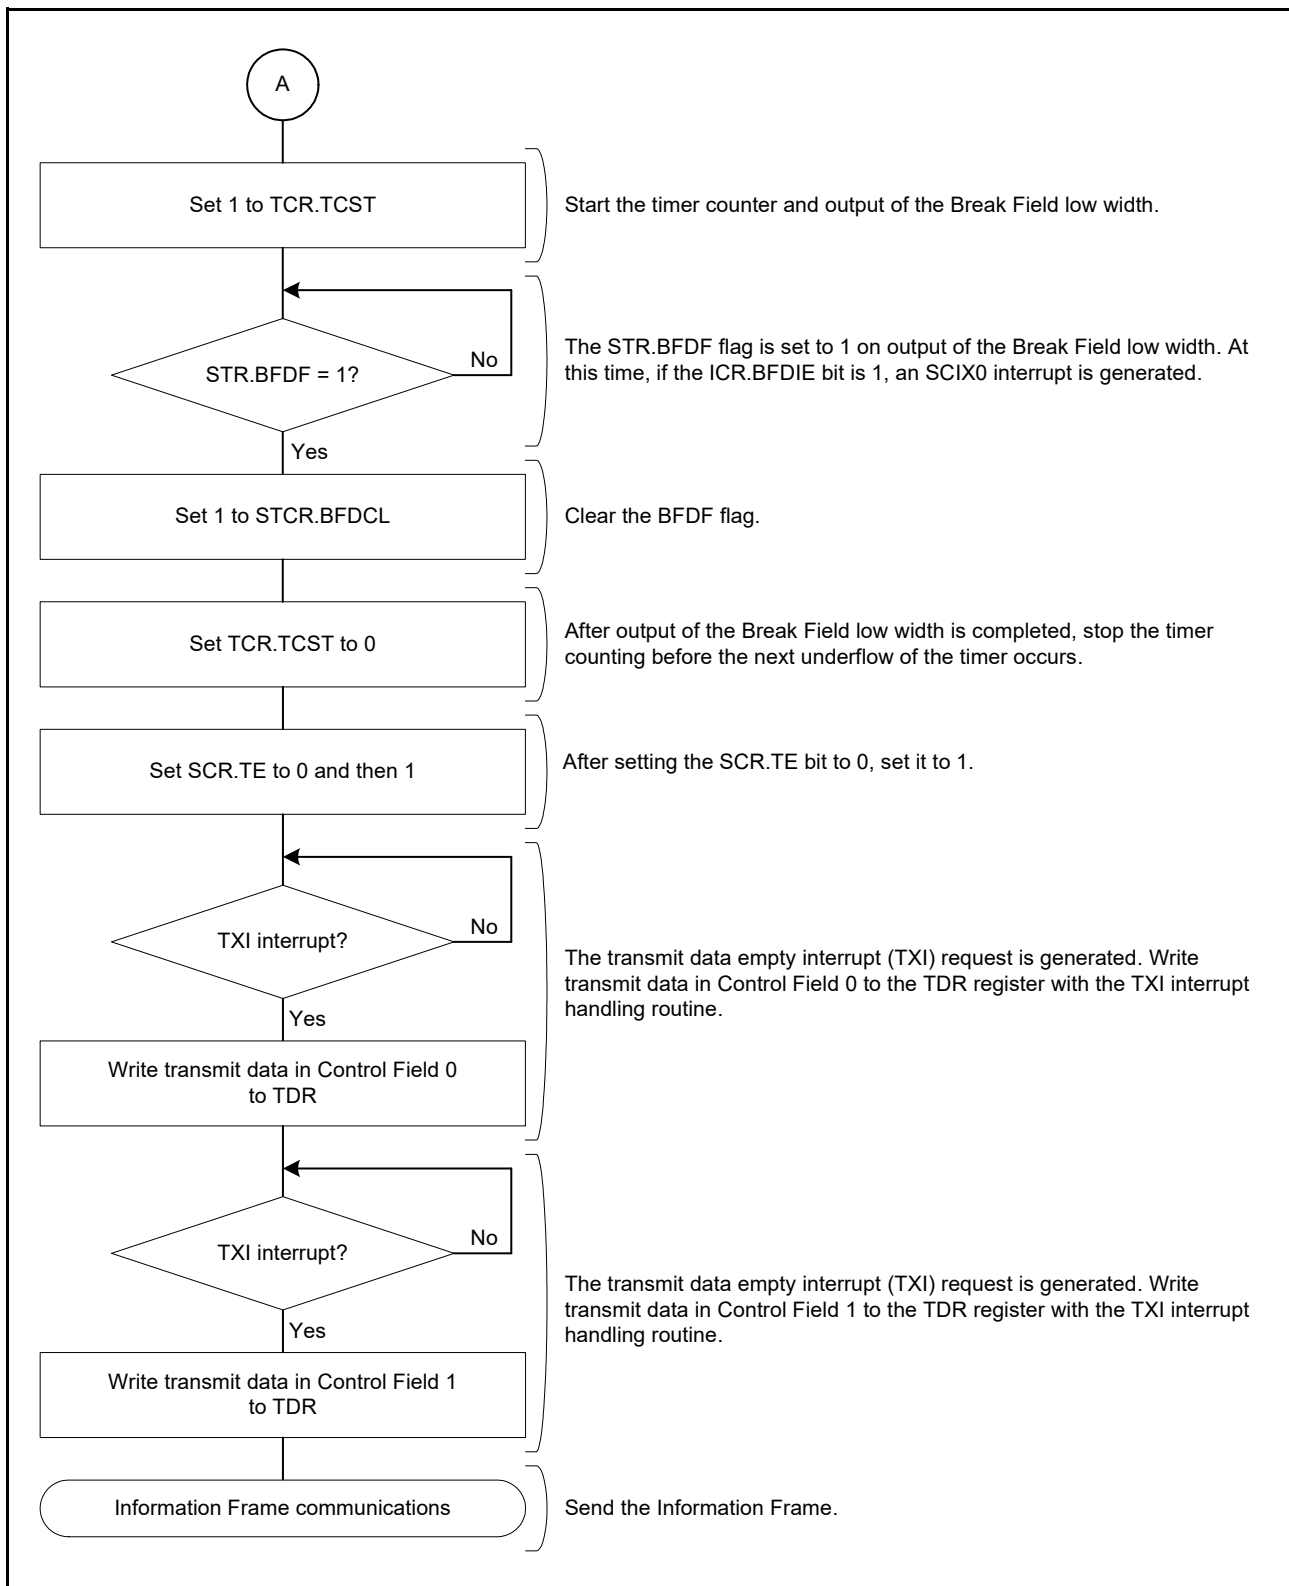 A
Set 1 to TCR.TCST
Start the timer counter and output of the Break Field low width.
STR.BFDF = 1?
No
The STR.BFDF flag is set to 1 on output of the Break Field low width. At
this time, if the ICR.BFDIE bit is 1, an SCIX0 interrupt is generated.
Yes
Set 1 to STCR.BFDCL
Clear the BFDF flag.
Set TCR.TCST to 0
After output of the Break Field low width is completed, stop the timer
counting before the next underflow of the timer occurs.
Set SCR.TE to 0 and then 1
After setting the SCR.TE bit to 0, set it to 1.
TXI interrupt?
No
The transmit data empty interrupt (TXI) request is generated. Write
transmit data in Control Field 0 to the TDR register with the TXI interrupt
handling routine.
Yes
Write transmit data in Control Field 0
to TDR
TXI interrupt?
No
The transmit data empty interrupt (TXI) request is generated. Write
transmit data in Control Field 1 to the TDR register with the TXI interrupt
handling routine.
Yes
Write transmit data in Control Field 1
to TDR
Information Frame communications
Send the Information Frame.